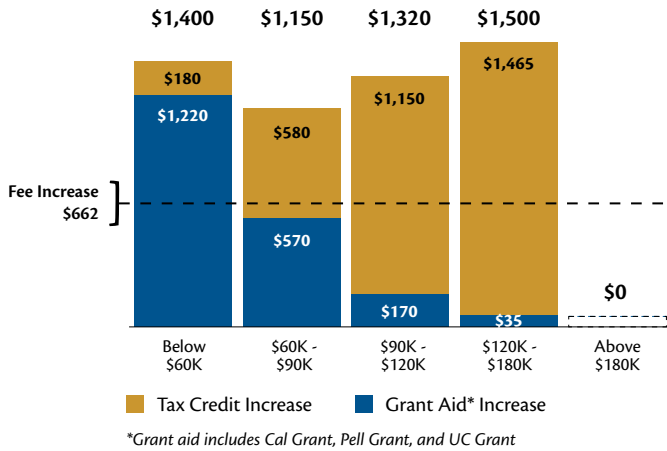 $1,400 $1,150 $1,320 $1,500
$180
$1,220
$580
$570
$1,150
$170
$1,465
$35
$0
Fee Increase
$662
Below
$60K
$60K -
$90K
$90K -
$120K
$120K -
$180K
Above
$180K
Tax Credit Increase Grant Aid* Increase
*Grant aid includes Cal Grant, Pell Grant, and UC Grant